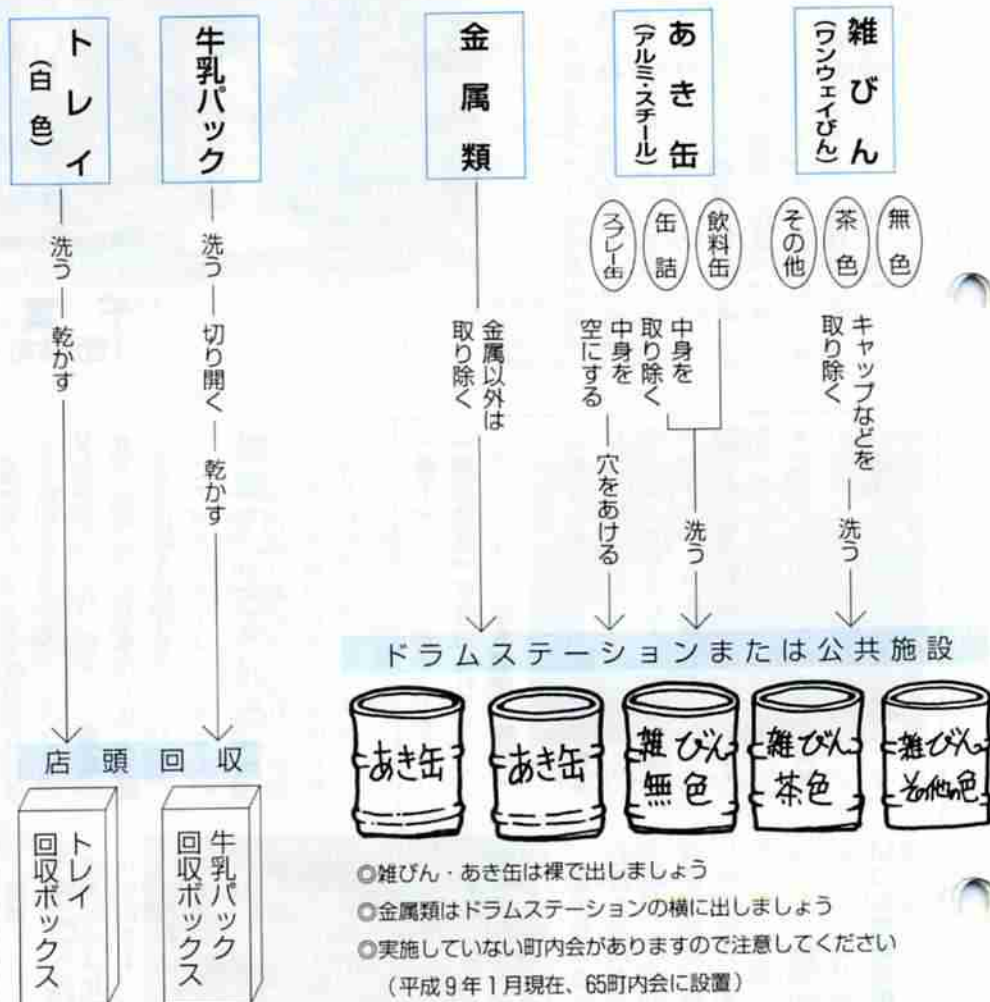 雑びん
(ワンウェイびん)
無色
茶色
その他
キャップなどを
取り除く
洗う
あき缶
(アルミ・スチール)
飲料缶
缶詰
スプレー缶
中身を
取り除く
洗う
中身を
空にする
穴をあける
金属類
金属以外は
取り除く
牛乳パック
洗う
切り開く
乾かす
トレイ
(白色)
洗う
乾かす
ドラムステーションまたは公共施設
あき缶
あき缶
雑びん
無色
雑びん
茶色
雑びん
その他の色
店頭回収
牛乳パック
回収ボックス
トレイ
回収ボックス
◎雑びん・あき缶は裸で出しましょう
◎金属類はドラムステーションの横に出しましょう
◎実施していない町内会がありますので注意してください
(平成9年1月現在、65町内会に設置)